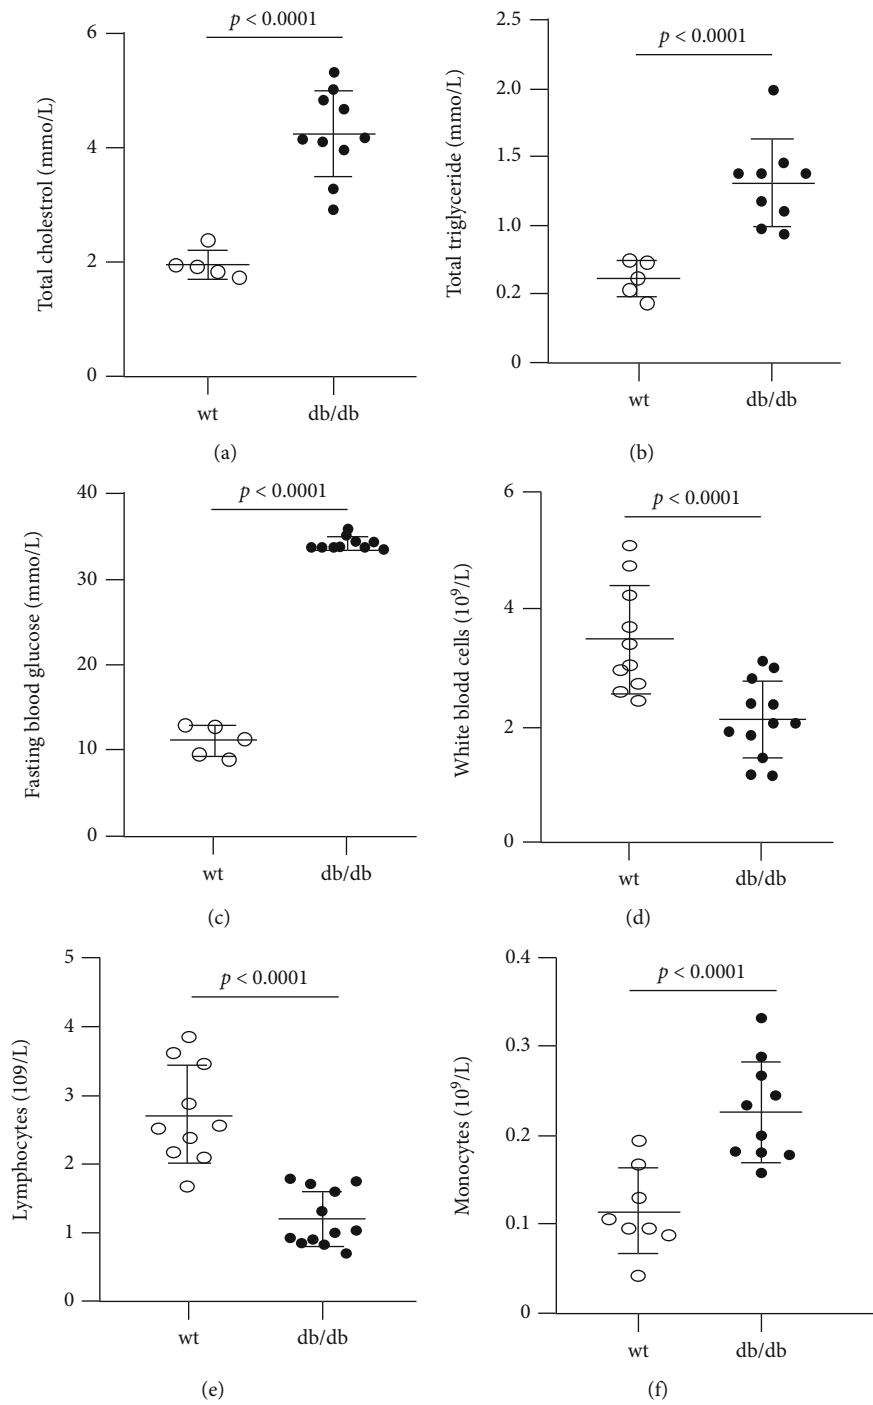 p < 0.0001
Total cholestrol (mmo/L)
6
4
2
0
wt
db/db
(a)
p < 0.0001
Total triglyceride (mmo/L)
2.5
2.0
1.5
1.0
0.2
0
wt
db/db
(b)
p < 0.0001
Fasting blood glucose (mmo/L)
40
30
20
10
0
wt
db/db
(c)
p < 0.0001
White blodd cells (10⁹/L)
6
4
2
0
wt
db/db
(d)
p < 0.0001
Lymphocytes (109/L)
5
4
3
2
1
0
wt
db/db
(e)
p < 0.0001
Monocytes (10⁹/L)
0.4
0.3
0.2
0.1
0
wt
db/db
(f)